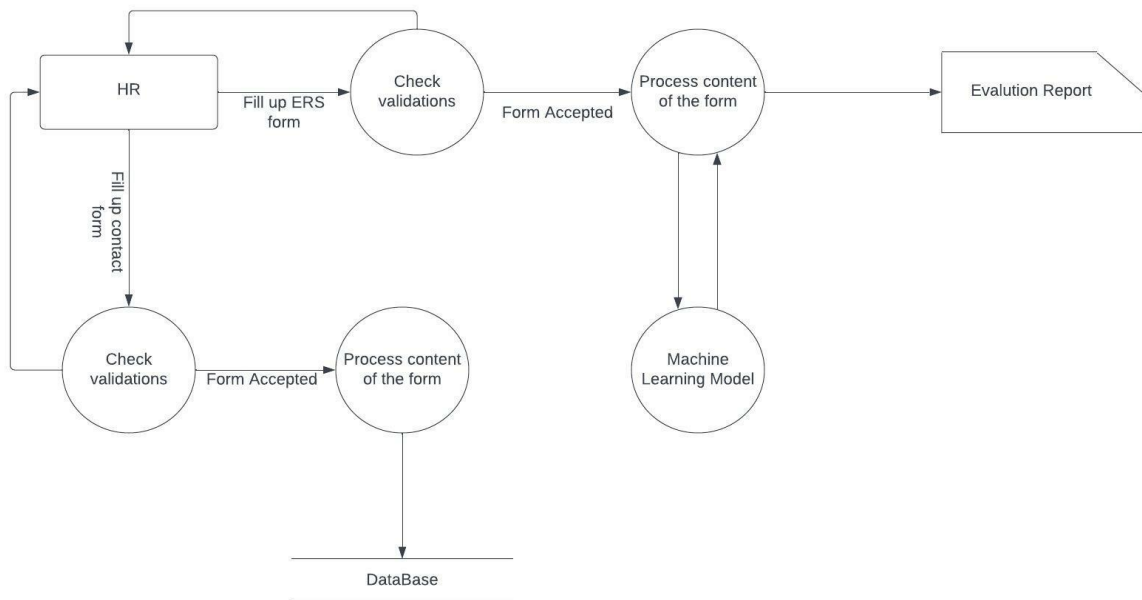 HR
Fill up ERS
form
Check
validations
Form Accepted
Process content
of the form
Evalution Report
Fill up contact
form
Check
validations
Form Accepted
Process content
of the form
Machine
Learning Model
DataBase